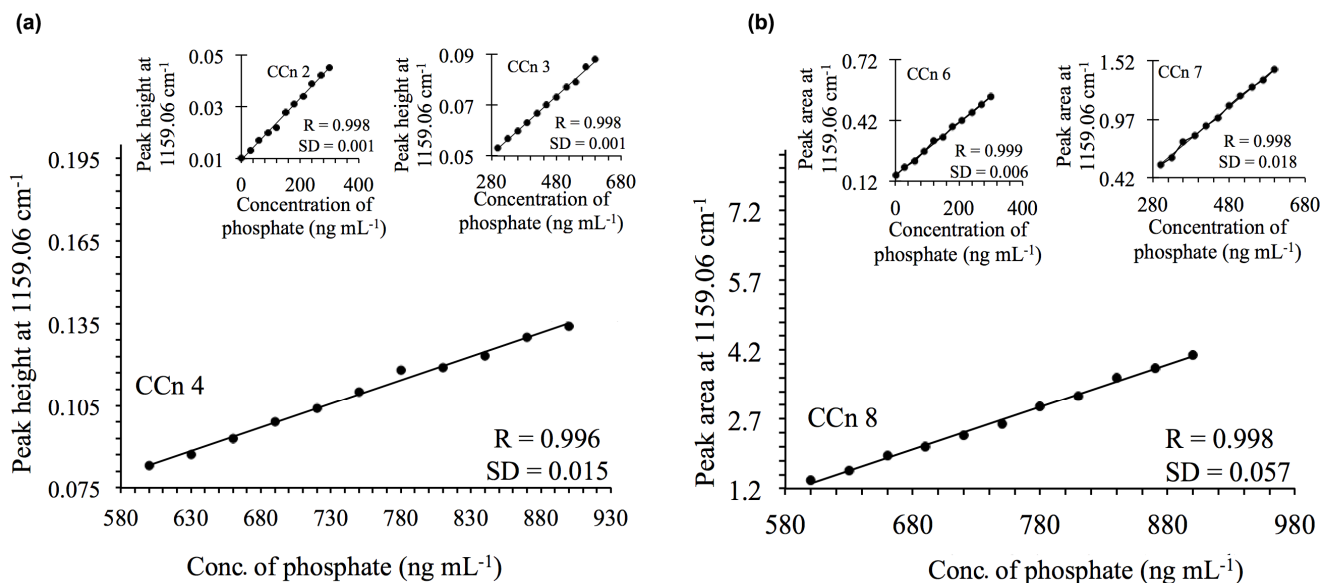 (a)
Peak height at 1159.06 cm⁻¹
0.195
0.165
0.135
0.105
0.075
580 630 680 730 780 830 880 930
Conc. of phosphate (ng mL⁻¹)
CCn 4
R = 0.996
SD = 0.015
Peak height at
1159.06 cm⁻¹
0.05
0.03
0.01
CCn 2
R = 0.998
SD = 0.001
0 200 400
Concentration of
phosphate (ng mL⁻¹)
Peak height at
1159.06 cm⁻¹
0.09
0.07
0.05
CCn 3
R = 0.998
SD = 0.001
280 480 680
Concentration of
phosphate (ng mL⁻¹)
(b)
Peak area at 1159.06 cm⁻¹
7.2
5.7
4.2
2.7
1.2
580 680 780 880 980
Conc. of phosphate (ng mL⁻¹)
CCn 8
R = 0.998
SD = 0.057
Peak area at
1159.06 cm⁻¹
0.72
0.42
0.12
CCn 6
R = 0.999
SD = 0.006
0 200 400
Concentration of
phosphate (ng mL⁻¹)
Peak area at
1159.06 cm⁻¹
1.52
0.97
0.42
CCn 7
R = 0.998
SD = 0.018
280 480 680
Concentration of
phosphate (ng mL⁻¹)